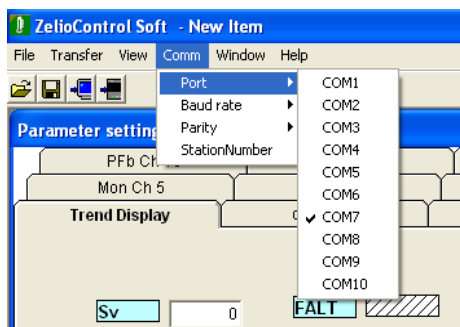 ZelioControl Soft - New Item
File Transfer View Comm Window Help
Port
Baud rate
Parity
StationNumber
COM1
COM2
COM3
COM4
COM5
COM6
COM7
COM8
COM9
COM10
Parameter setting
PFb Ch
Mon Ch 5
Trend Display
Sv 0 FALT